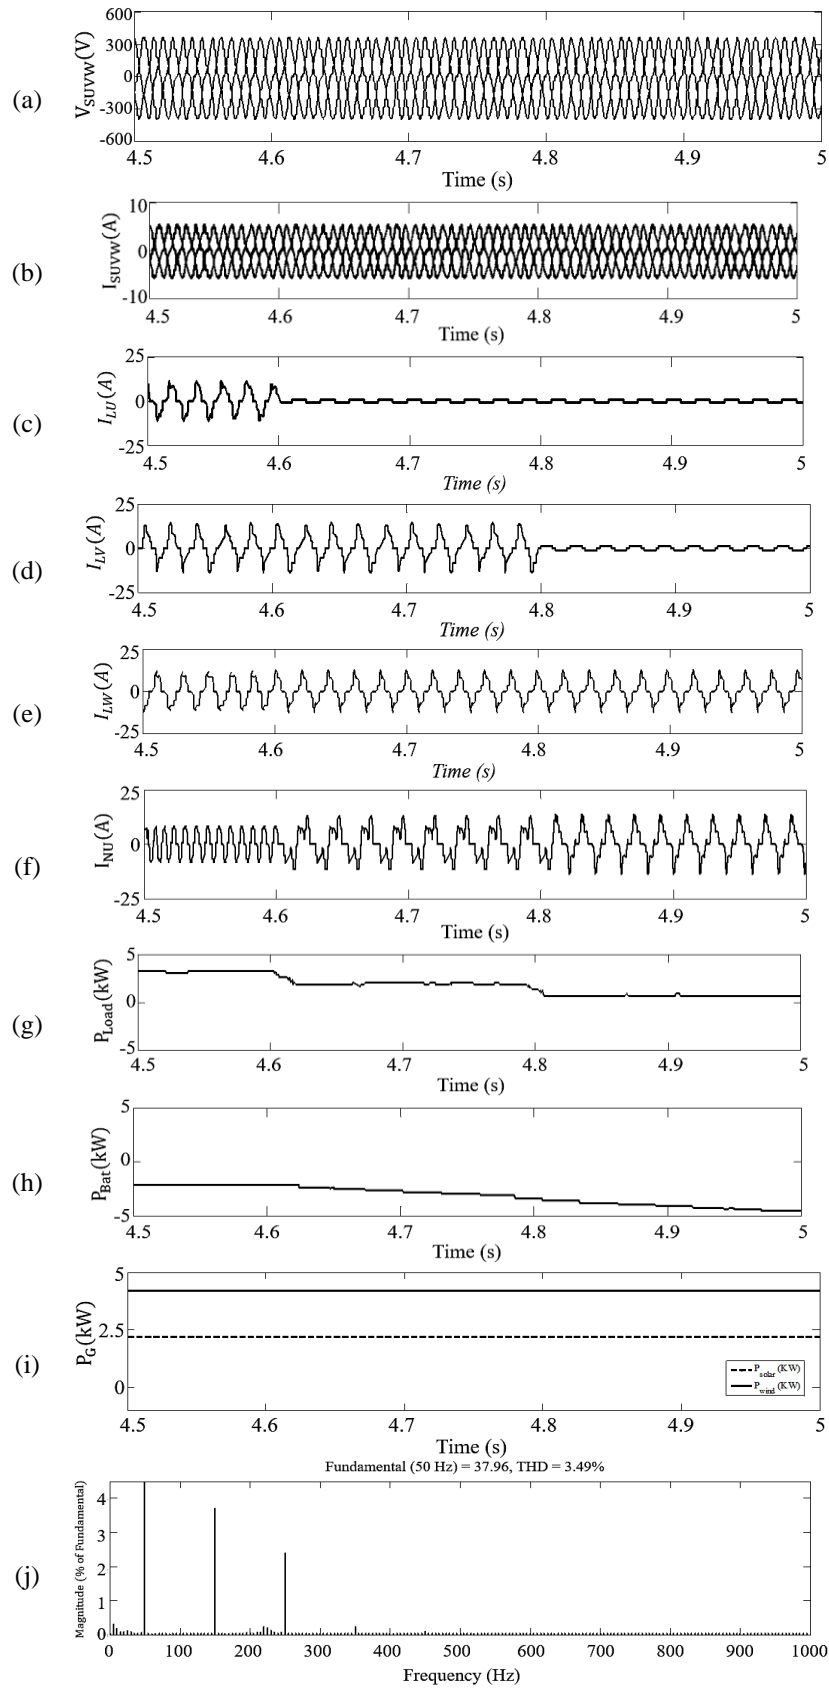 600
300
0
-300
-600
V_SUVW(V)
(a)
4.5 4.6 4.7 4.8 4.9 5
Time (s)
10
0
-10
I_SUVW(A)
(b)
4.5 4.6 4.7 4.8 4.9 5
Time (s)
25
0
-25
I_LU(A)
(c)
4.5 4.6 4.7 4.8 4.9 5
Time (s)
25
0
-25
I_LV(A)
(d)
4.5 4.6 4.7 4.8 4.9 5
Time (s)
25
0
-25
I_LW(A)
(e)
4.5 4.6 4.7 4.8 4.9 5
Time (s)
25
0
-25
I_NU(A)
(f)
4.5 4.6 4.7 4.8 4.9 5
Time (s)
5
0
-5
P_Load(kW)
(g)
4.5 4.6 4.7 4.8 4.9 5
Time (s)
5
0
-5
P_Bat(kW)
(h)
4.5 4.6 4.7 4.8 4.9 5
Time (s)
5
2.5
0
P_G(kW)
(i)
P_solar (KW)
P_wind (KW)
4.5 4.6 4.7 4.8 4.9 5
Time (s)
Fundamental (50 Hz) = 37.96, THD = 3.49%
4
3
2
1
0
Magnitude (% of Fundamental)
(j)
0 100 200 300 400 500 600 700 800 900 1000
Frequency (Hz)